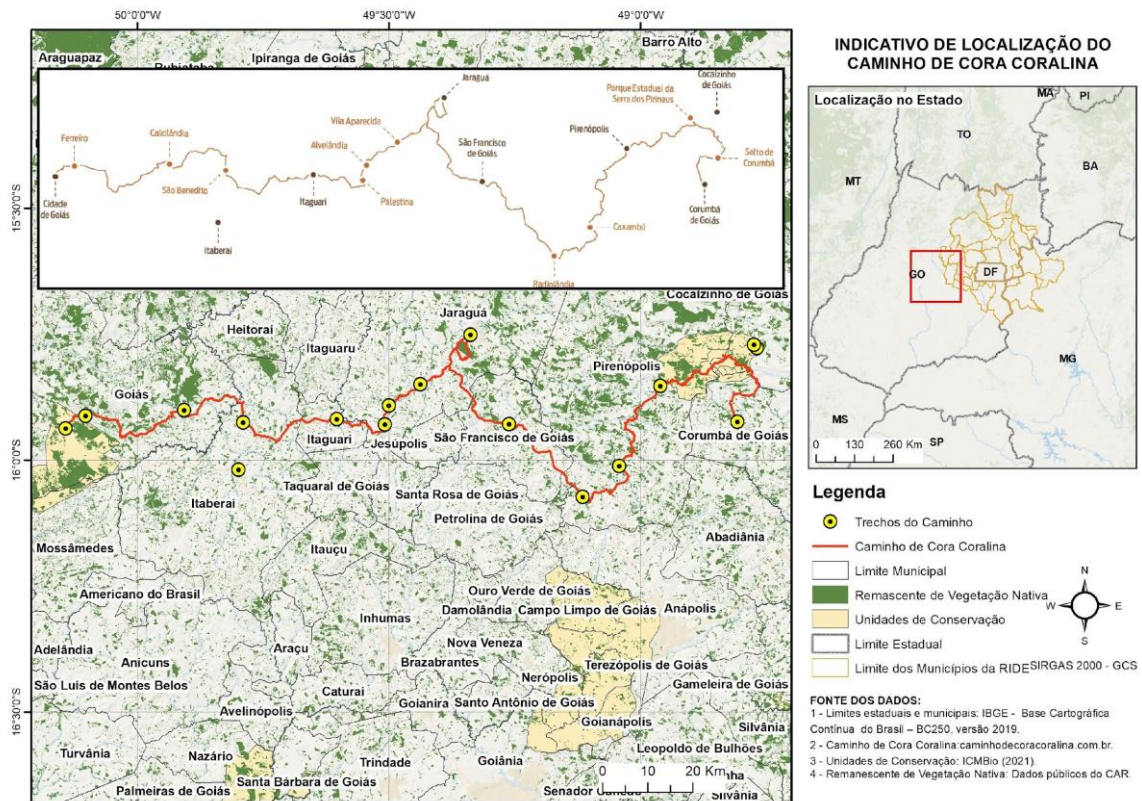 50°0'0"W
49°30'0"W
49°0'0"W
Araguapaz
Rubiataba
Ipiranga de Goiás
Barro Alto
Jaraguá
Parque Estadual da
Serra dos Pirinaus
Cocalzinho
de Goiás
Ferreiro
Calcilândia
Vila Aparecida
Alvelândia
São Francisco
de Goiás
Pirenópolis
Salto de
Corumbá
Cidade
de Goiás
São Benedito
Itaguari
Palestina
Caxambú
Corumbá
de Goiás
Itaberaí
Radiolândia
15°30'0"S
16°0'0"S
16°30'0"S
Cocalzinho de Goiás
Jaraguá
Heitoraí
Itaguaru
Pirenópolis
Goiás
Itaguari
Jesúpolis
São Francisco de Goiás
Corumbá de Goiás
Itaberaí
Taquaral de Goiás
Santa Rosa de Goiás
Petrolina de Goiás
Mossâmedes
Itauçu
Abadiânia
Americano do Brasil
Ouro Verde de Goiás
Inhumas
Damolândia
Campo Limpo de Goiás
Anápolis
Adelândia
Araçu
Nova Veneza
Anicuns
Brazabrantes
Terezópolis de Goiás
São Luís de Montes Belos
Caturaí
Nerópolis
Gameleira de Goiás
Avelinópolis
Goianira
Santo Antônio de Goiás
Goianápolis
Silvânia
Turvânia
Nazário
Trindade
Goiânia
Leopoldo de Bulhões
Santa Bárbara de Goiás
Palmeiras de Goiás
0 10 20 Km
Senador
Silvânia
INDICATIVO DE LOCALIZAÇÃO DO
CAMINHO DE CORA CORALINA
Localização no Estado
MA
PI
TO
MT
BA
GO
DF
MG
MS
SP
0 130 260 Km
Legenda
Trechos do Caminho
Caminho de Cora Coralina
Limite Municipal
Remascente de Vegetação Nativa
Unidades de Conservação
Limite Estadual
Limite dos Municípios da RIDE
SIRGAS 2000 - GCS
N
W
E
S
FONTE DOS DADOS:
1 - Limites estaduais e municipais: IBGE - Base Cartográfica
Contínua do Brasil – BC250, versão 2019.
2 - Caminho de Cora Coralina:caminhodecoracoralina.com.br.
3 - Unidades de Conservação: ICMBio (2021).
4 - Remanescente de Vegetação Nativa: Dados públicos do CAR.